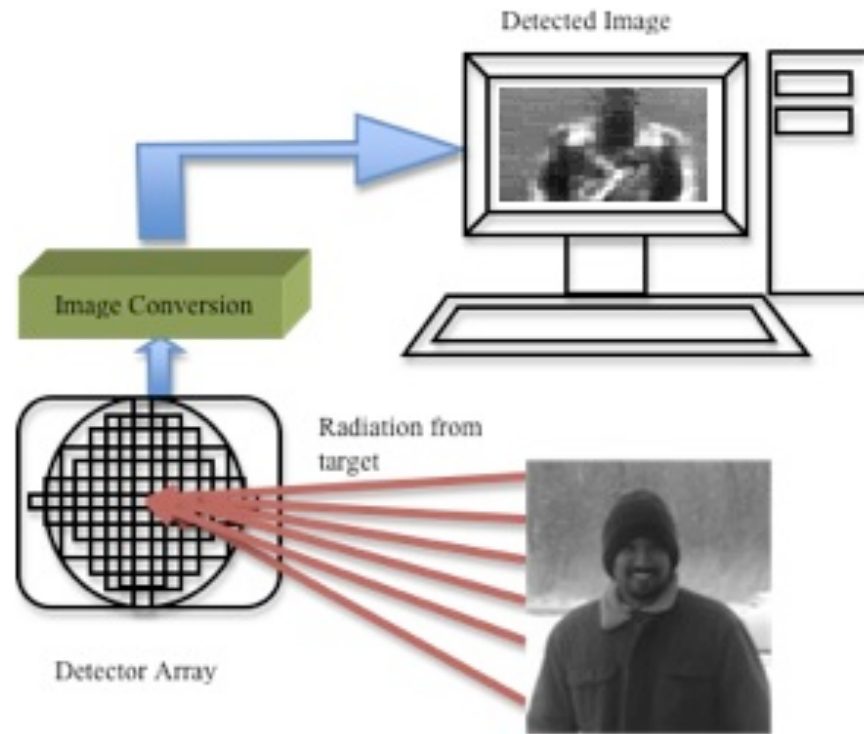 Detected Image
Image Conversion
Radiation from
target
Detector Array